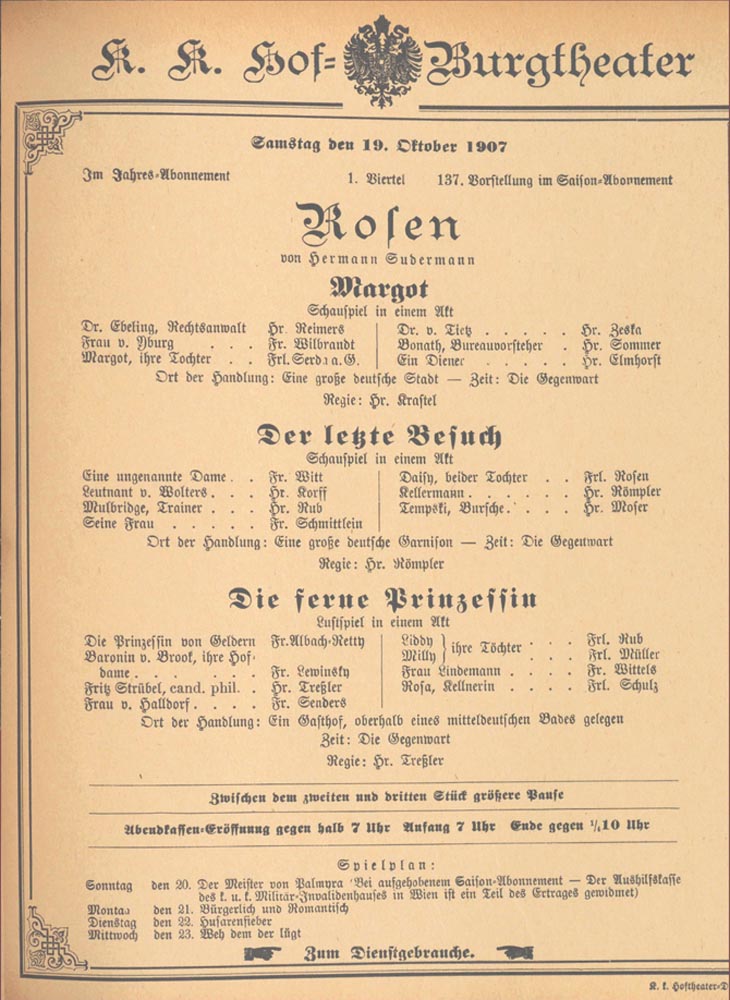 K. K. Hof-Burgtheater
Samstag den 19. Oktober 1907
Im Jahres-Abonnement 1. Viertel 137. Vorstellung im Saison-Abonnement
Rosen
von Hermann Sudermann
Margot
Schauspiel in einem Akt
Dr. Ebeling, Rechtsanwalt Hr. Reimers
Frau v. Yburg . . . Fr. Wilbrandt
Margot, ihre Tochter . . Frl. Serda a. G.
Dr. v. Tietz . . . . . Hr. Zeska
Bonath, Bureauvorsteher . Hr. Sommer
Ein Diener . . . . . Hr. Elmhorst
Ort der Handlung: Eine große deutsche Stadt — Zeit: Die Gegenwart
Regie: Hr. Krastel
Der letzte Besuch
Schauspiel in einem Akt
Eine ungenannte Dame . . Fr. Witt
Leutnant v. Wolters . . . Hr. Korff
Mulbridge, Trainer . . . Hr. Rub
Seine Frau . . . . . Fr. Schmittlein
Daisy, beider Tochter . . Frl. Rosen
Kellermann . . . . . . Hr. Römpler
Tempski, Bursche . . . . Hr. Moser
Ort der Handlung: Eine große deutsche Garnison — Zeit: Die Gegenwart
Regie: Hr. Römpler
Die ferne Prinzessin
Lustspiel in einem Akt
Die Prinzessin von Geldern Fr. Albach-Retty
Baronin v. Brook, ihre Hof-
dame . . . . . . . Fr. Lewinsky
Fritz Strübel, cand. phil. . Hr. Treßler
Frau v. Halldorf . . . . Fr. Senders
Liddy } ihre Töchter . . . Frl. Rub
Milly } . . . Frl. Müller
Frau Lindemann . . . . Fr. Wittels
Rosa, Kellnerin . . . . Frl. Schulz
Ort der Handlung: Ein Gasthof, oberhalb eines mitteldeutschen Bades gelegen
Zeit: Die Gegenwart
Regie: Hr. Treßler
Zwischen dem zweiten und dritten Stück größere Pause
Abendkassen-Eröffnung gegen halb 7 Uhr Anfang 7 Uhr Ende gegen 1/410 Uhr
Spielplan:
Sonntag den 20. Der Meister von Palmyra (Bei aufgehobenem Saison-Abonnement — Der Aushilfskasse
des k. u. k. Militär-Invalidenhauses in Wien ist ein Teil des Ertrages gewidmet)
Montag den 21. Bürgerlich und Romantisch
Dienstag den 22. Husarenfieber
Mittwoch den 23. Weh dem der lügt
Zum Dienstgebrauche.
K. k. Hoftheater-D